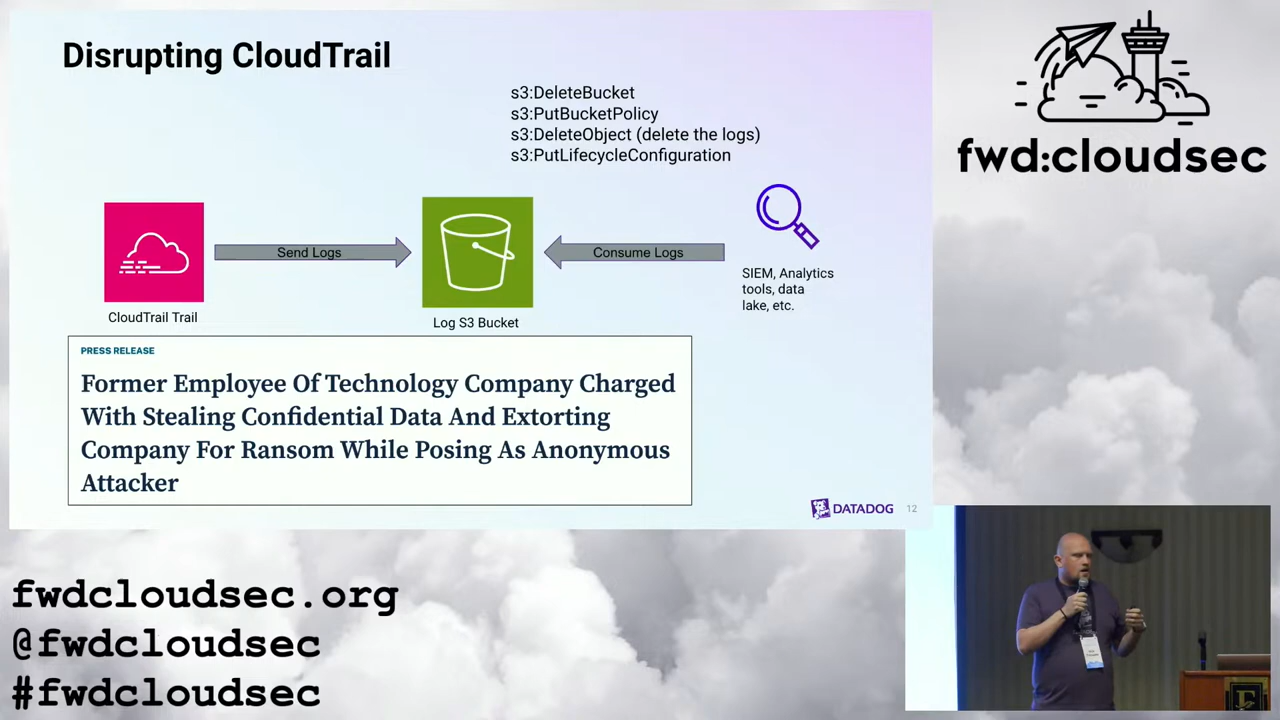 Disrupting CloudTrail
s3:DeleteBucket
s3:PutBucketPolicy
s3:DeleteObject (delete the logs)
s3:PutLifecycleConfiguration
Send Logs
Consume Logs
CloudTrail Trail
Log S3 Bucket
SIEM, Analytics
tools, data
lake, etc.
PRESS RELEASE
Former Employee Of Technology Company Charged
With Stealing Confidential Data And Extorting
Company For Ransom While Posing As Anonymous
Attacker
DATADOG
12
fwd:cloudsec
fwdcloudsec.org
@fwdcloudsec
#fwdcloudsec